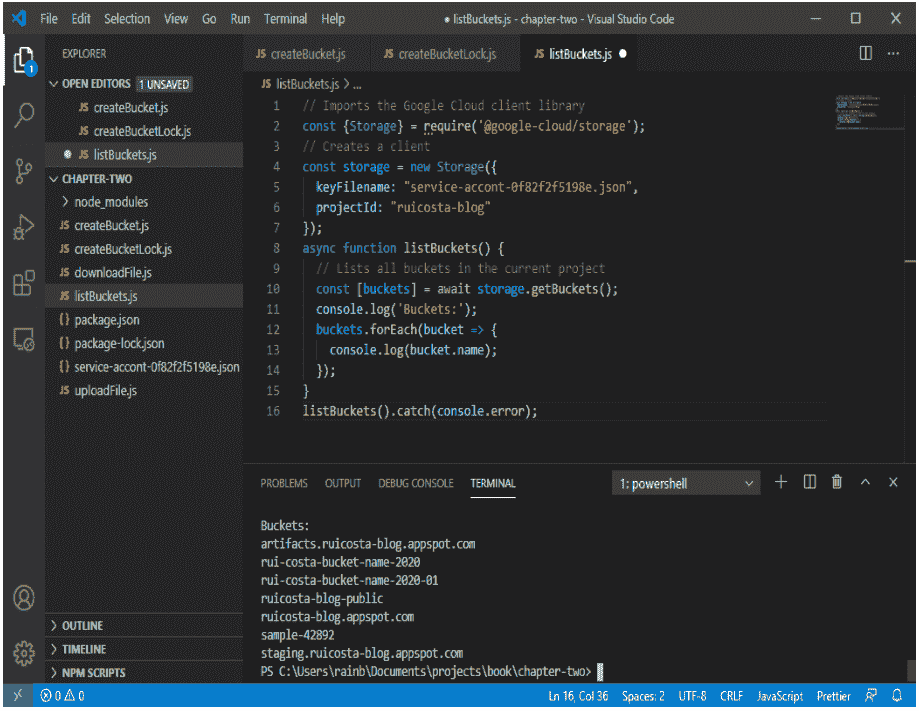 File Edit Selection View Go Run Terminal Help
● listBuckets.js - chapter-two - Visual Studio Code
EXPLORER
OPEN EDITORS 1 UNSAVED
JS createBucket.js
JS createBucketLock.js
● JS listBuckets.js
CHAPTER-TWO
node_modules
JS createBucket.js
JS createBucketLock.js
JS downloadFile.js
JS listBuckets.js
{} package.json
{} package-lock.json
{} service-accont-0f82f2f5198e.json
JS uploadFile.js
OUTLINE
TIMELINE
NPM SCRIPTS
1
JS createBucket.js JS createBucketLock.js JS listBuckets.js ●
JS listBuckets.js > ...
1 // Imports the Google Cloud client library
2 const {Storage} = require('@google-cloud/storage');
3 // Creates a client
4 const storage = new Storage({
5 keyFilename: "service-accont-0f82f2f5198e.json",
6 projectId: "ruicosta-blog"
7 });
8 async function listBuckets() {
9 // Lists all buckets in the current project
10 const [buckets] = await storage.getBuckets();
11 console.log('Buckets:');
12 buckets.forEach(bucket => {
13 console.log(bucket.name);
14 });
15 }
16 listBuckets().catch(console.error);
PROBLEMS OUTPUT DEBUG CONSOLE TERMINAL 1: powershell
Buckets:
artifacts.ruicosta-blog.appspot.com
rui-costa-bucket-name-2020
rui-costa-bucket-name-2020-01
ruicosta-blog-public
ruicosta-blog.appspot.com
sample-42892
staging.ruicosta-blog.appspot.com
PS C:\Users\rainb\Documents\projects\book\chapter-two>
0 0 Ln 16, Col 36 Spaces: 2 UTF-8 CRLF JavaScript Prettier